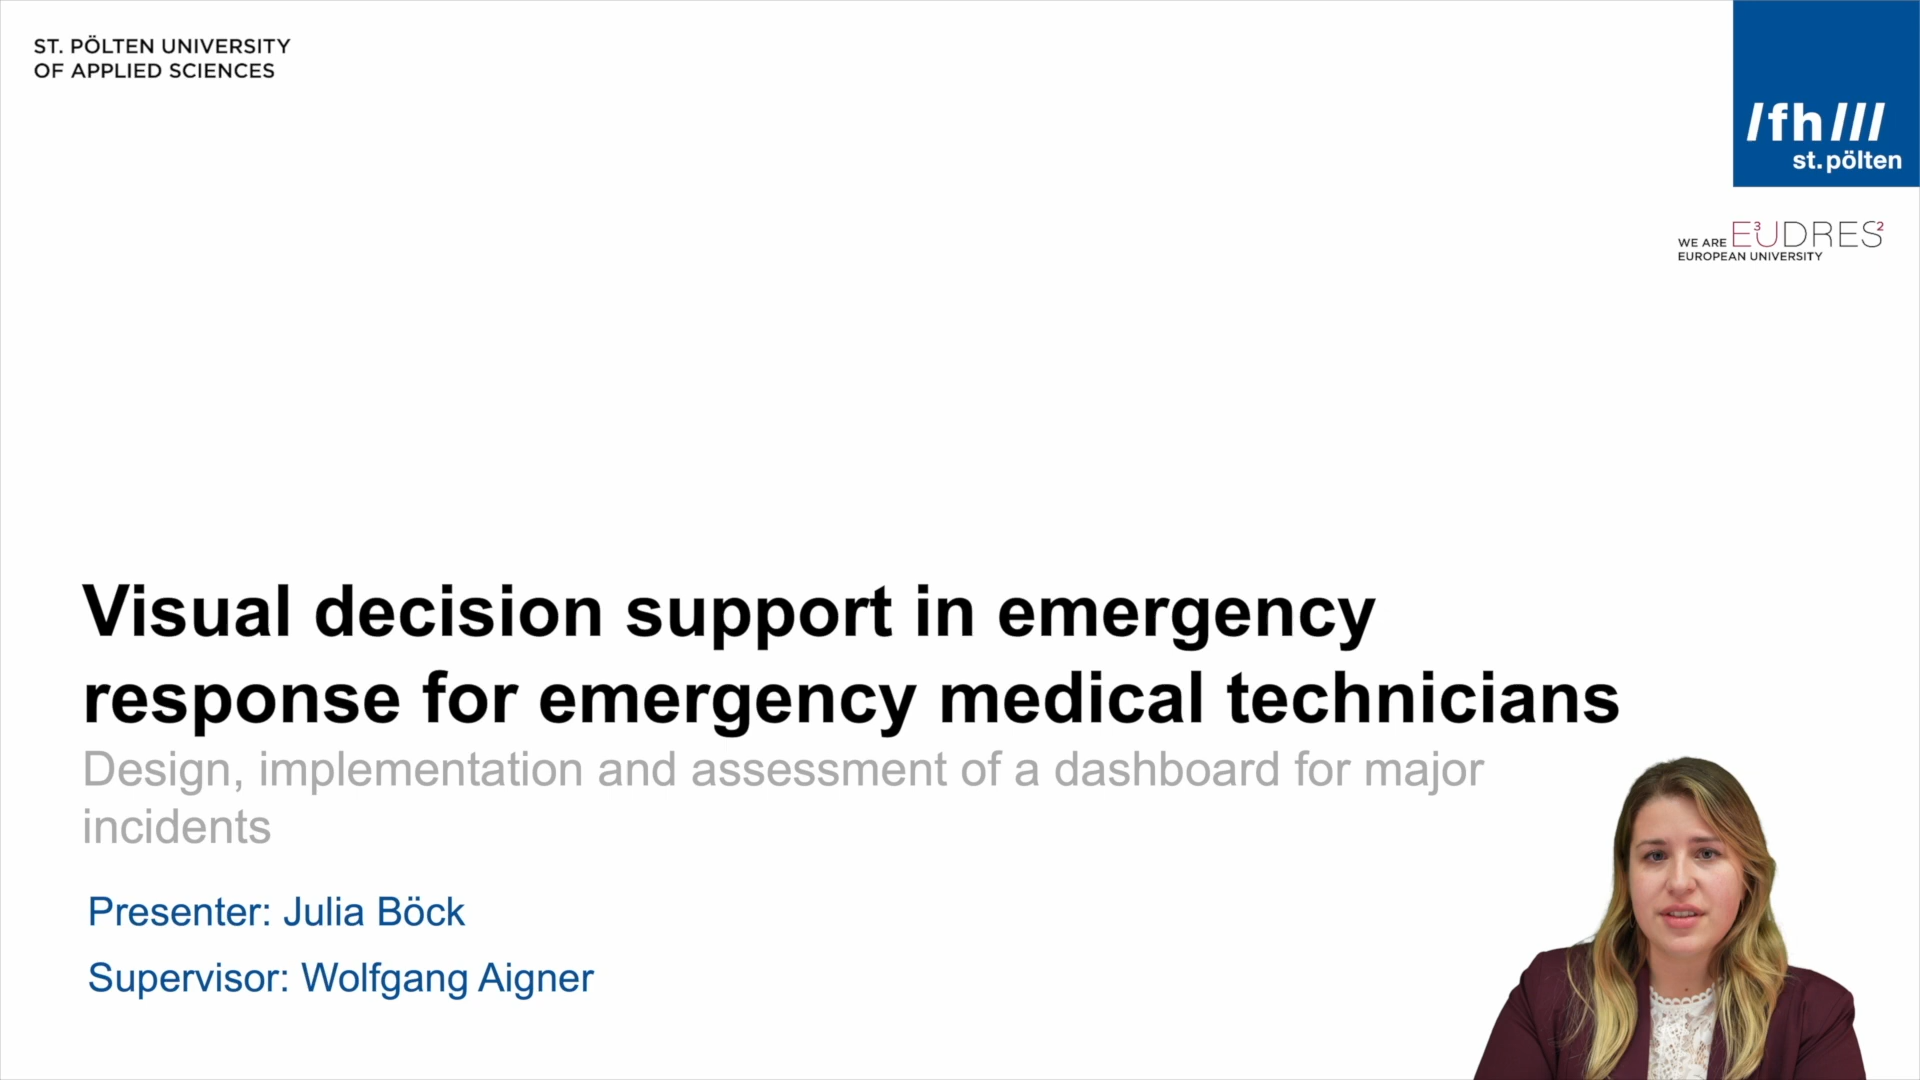 ST. PÖLTEN UNIVERSITY
OF APPLIED SCIENCES
/fh///
st.pölten
WE ARE E³UDRES²
EUROPEAN UNIVERSITY
Visual decision support in emergency
response for emergency medical technicians
Design, implementation and assessment of a dashboard for major
incidents
Presenter: Julia Böck
Supervisor: Wolfgang Aigner